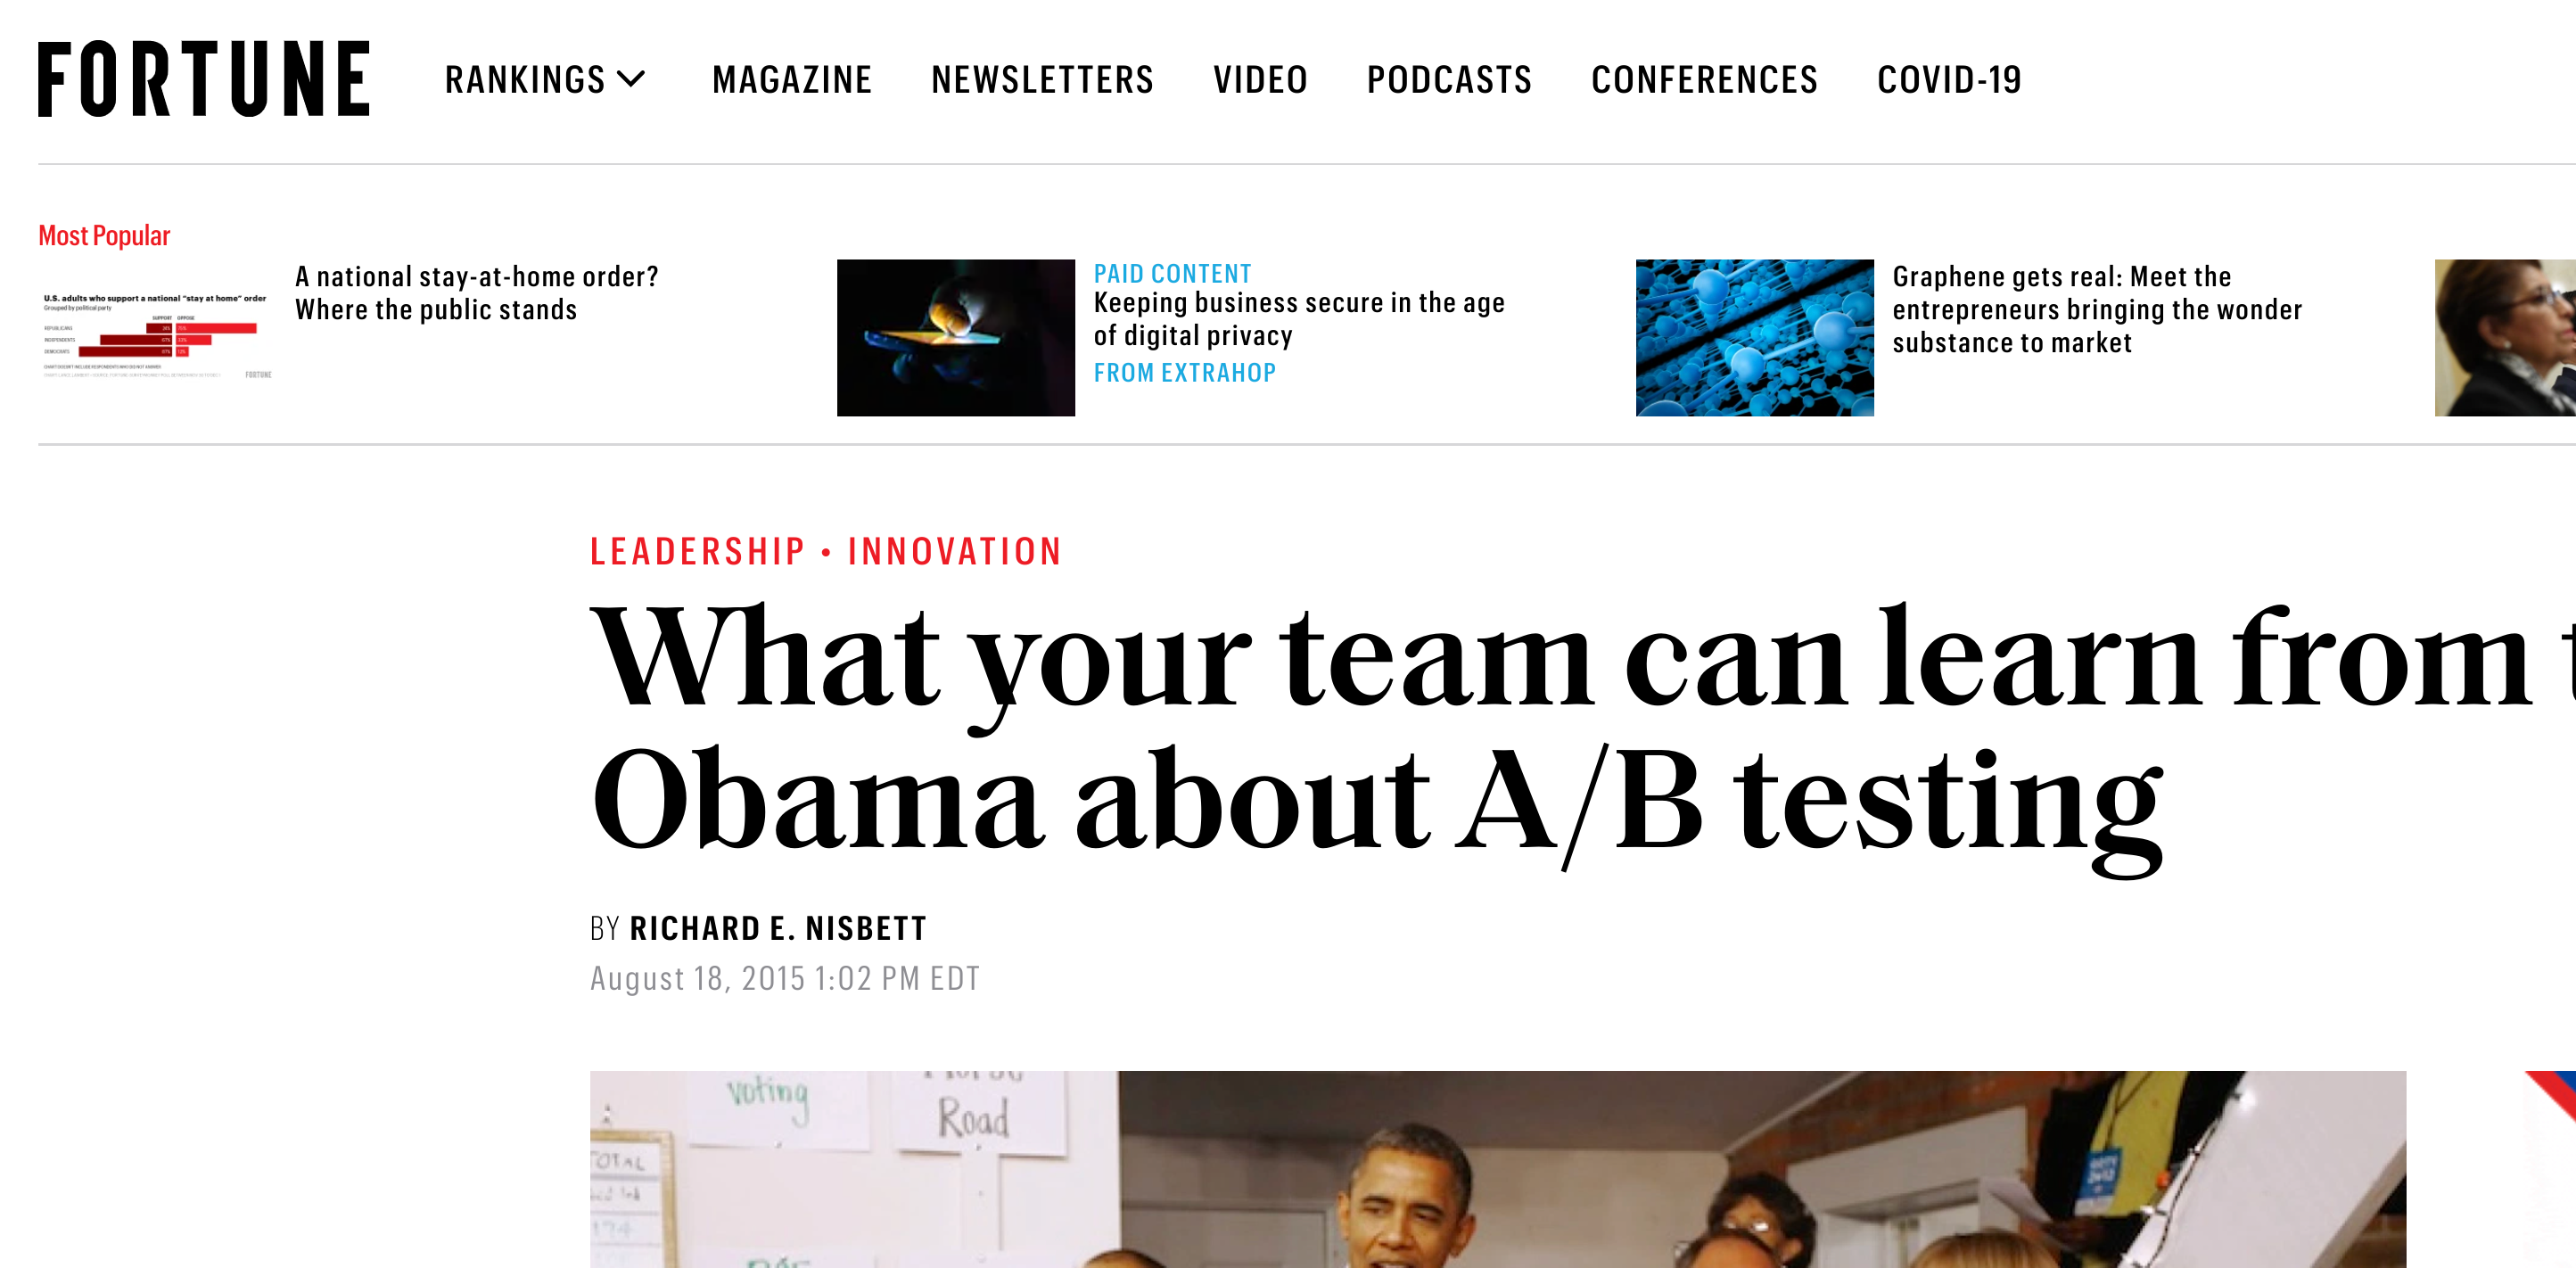 FORTUNE
RANKINGS MAGAZINE NEWSLETTERS VIDEO PODCASTS CONFERENCES COVID-19
Most Popular
U.S. adults who support a national "stay at home" order
Grouped by political party
SUPPORT OPPOSE
REPUBLICANS
INDEPENDENTS
DEMOCRATS
FORTUNE
A national stay-at-home order?
Where the public stands
PAID CONTENT
Keeping business secure in the age
of digital privacy
FROM EXTRAHOP
Graphene gets real: Meet the
entrepreneurs bringing the wonder
substance to market
LEADERSHIP • INNOVATION
What your team can learn from
Obama about A/B testing
BY RICHARD E. NISBETT
August 18, 2015 1:02 PM EDT
voting
Road
TOTAL